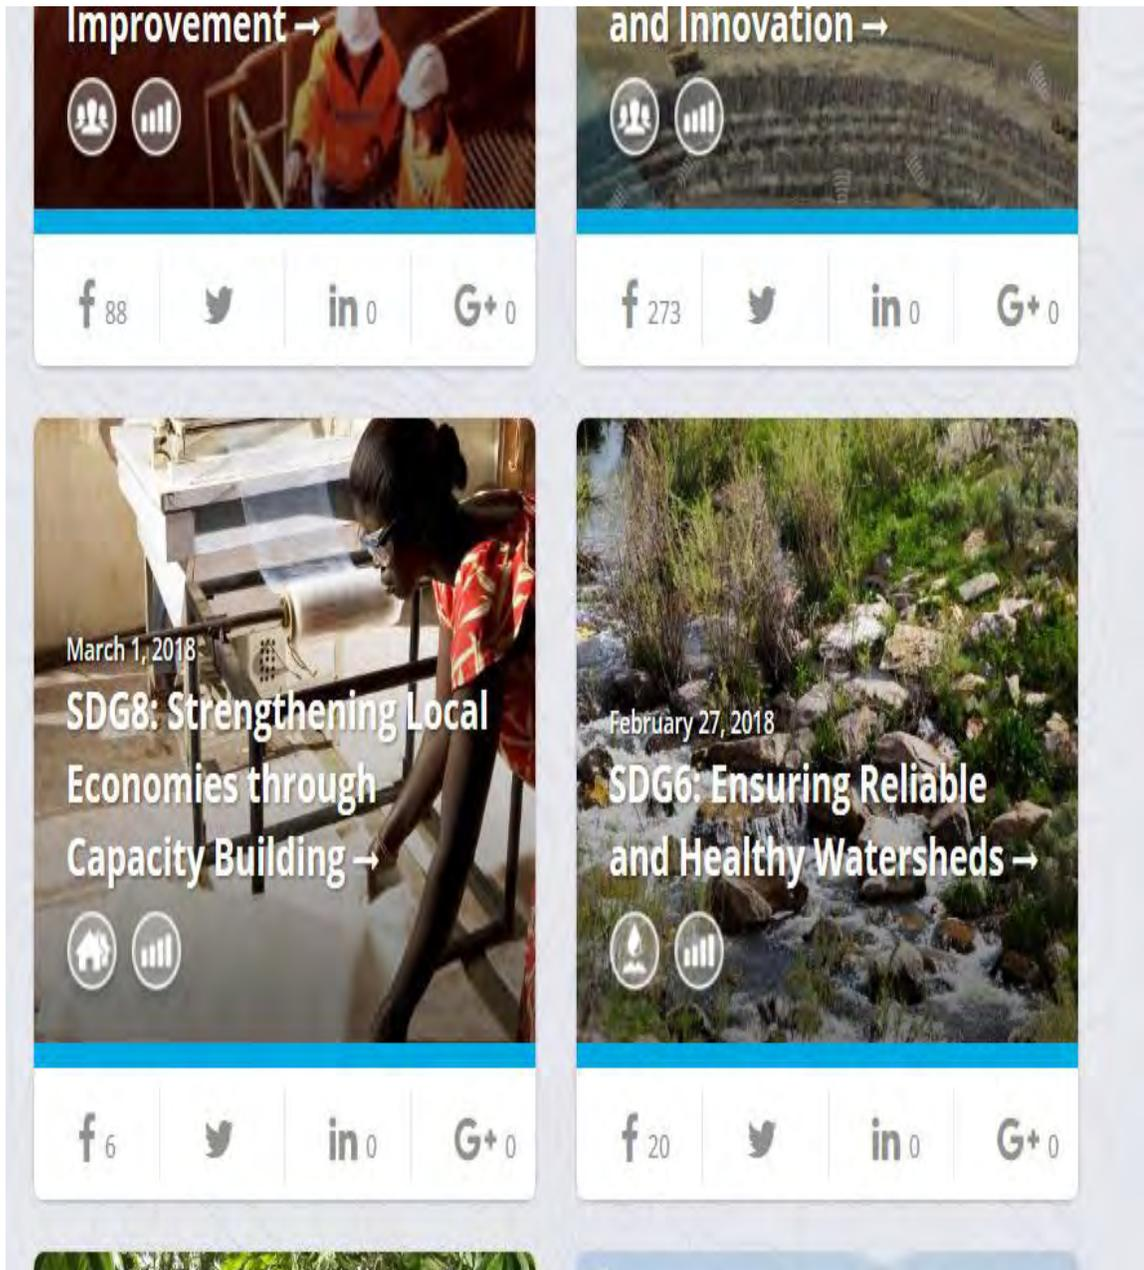 Improvement →
and Innovation →
f 88
in 0
G+ 0
f 273
in 0
G+ 0
March 1, 2018
SDG8: Strengthening Local
Economies through
Capacity Building →
February 27, 2018
SDG6: Ensuring Reliable
and Healthy Watersheds →
f 6
in 0
G+ 0
f 20
in 0
G+ 0